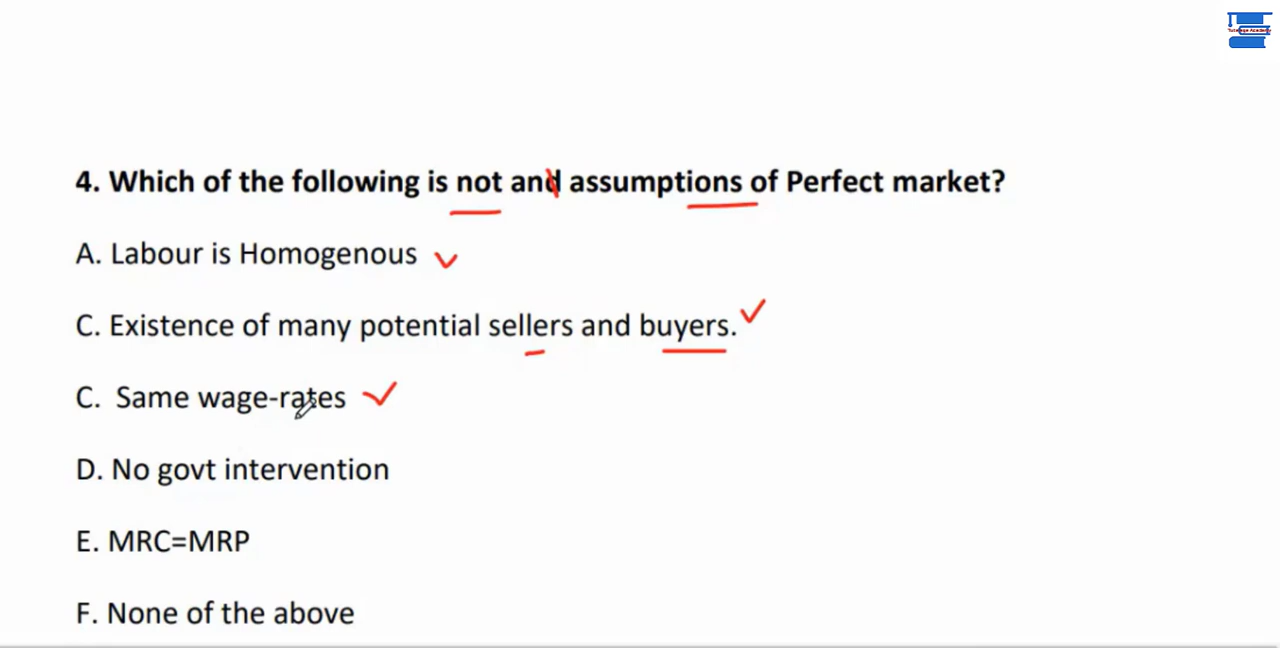 4. Which of the following is not and assumptions of Perfect market?
A. Labour is Homogenous
C. Existence of many potential sellers and buyers.
C. Same wage-rates
D. No govt intervention
E. MRC=MRP
F. None of the above